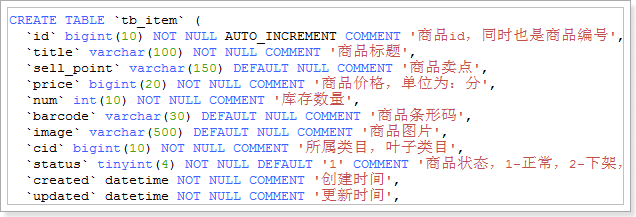 CREATE TABLE `tb_item` (
`id` bigint(10) NOT NULL AUTO_INCREMENT COMMENT '商品id，同时也是商品编号',
`title` varchar(100) NOT NULL COMMENT '商品标题',
`sell_point` varchar(150) DEFAULT NULL COMMENT '商品卖点',
`price` bigint(20) NOT NULL COMMENT '商品价格，单位为：分',
`num` int(10) NOT NULL COMMENT '库存数量',
`barcode` varchar(30) DEFAULT NULL COMMENT '商品条形码',
`image` varchar(500) DEFAULT NULL COMMENT '商品图片',
`cid` bigint(10) NOT NULL COMMENT '所属类目，叶子类目',
`status` tinyint(4) NOT NULL DEFAULT '1' COMMENT '商品状态，1-正常，2-下架，
`created` datetime NOT NULL COMMENT '创建时间',
`updated` datetime NOT NULL COMMENT '更新时间',